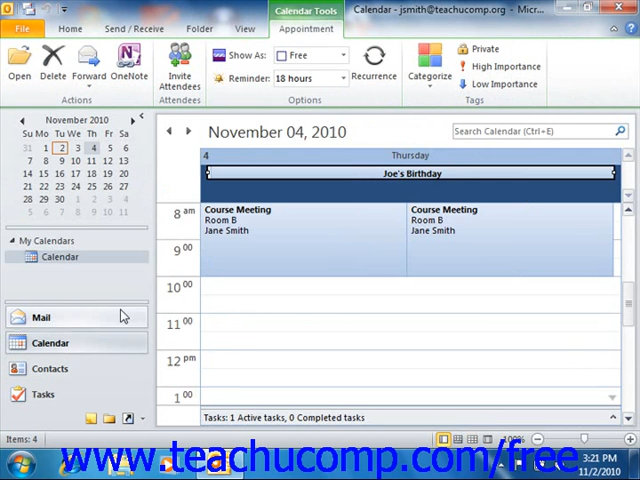 Calendar Tools
Calendar - jsmith@teachucomp.org - Micr...
File Home Send / Receive Folder View Appointment
Open Delete Forward OneNote
Actions
Invite Attendees
Attendees
Show As: Free
Reminder: 18 hours
Recurrence
Options
Categorize
Private
High Importance
Low Importance
Tags
November 2010
Su Mo Tu We Th Fr Sa
31 1 2 3 4 5 6
7 8 9 10 11 12 13
14 15 16 17 18 19 20
21 22 23 24 25 26 27
28 29 30 1 2 3 4
5 6 7 8 9 10 11
My Calendars
Calendar
Mail
Calendar
Contacts
Tasks
November 04, 2010
Search Calendar (Ctrl+E)
4 Thursday
Joe's Birthday
8 am
Course Meeting
Room B
Jane Smith
Course Meeting
Room B
Jane Smith
9 00
10 00
11 00
12 pm
1 00
Tasks: 1 Active tasks, 0 Completed tasks
Items: 4
100%
www.teachucomp.com/free
3:21 PM
11/2/2010